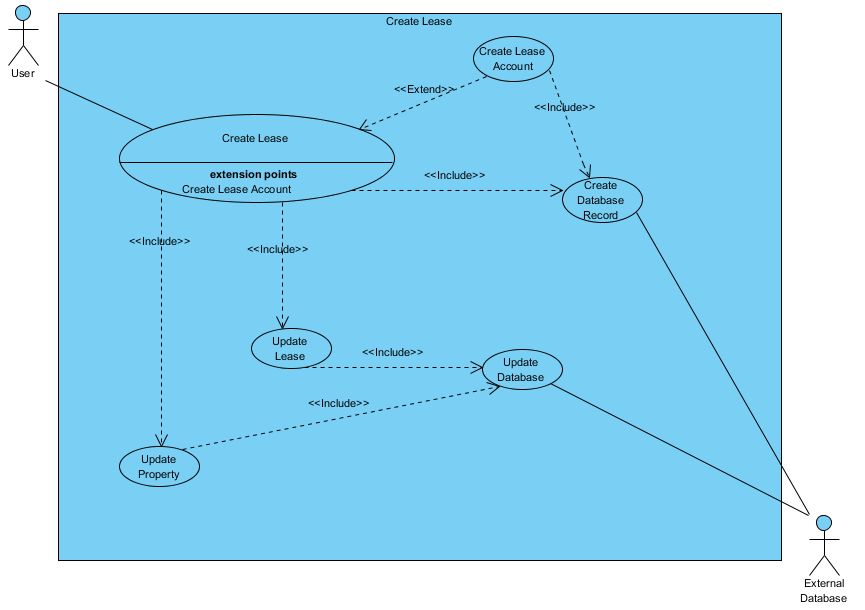 Create Lease
User
Create Lease
Account
<<Extend>>
<<Include>>
Create Lease
extension points
Create Lease Account
<<Include>>
Create
Database
Record
<<Include>>
<<Include>>
Update
Lease
<<Include>>
Update
Database
<<Include>>
Update
Property
External
Database